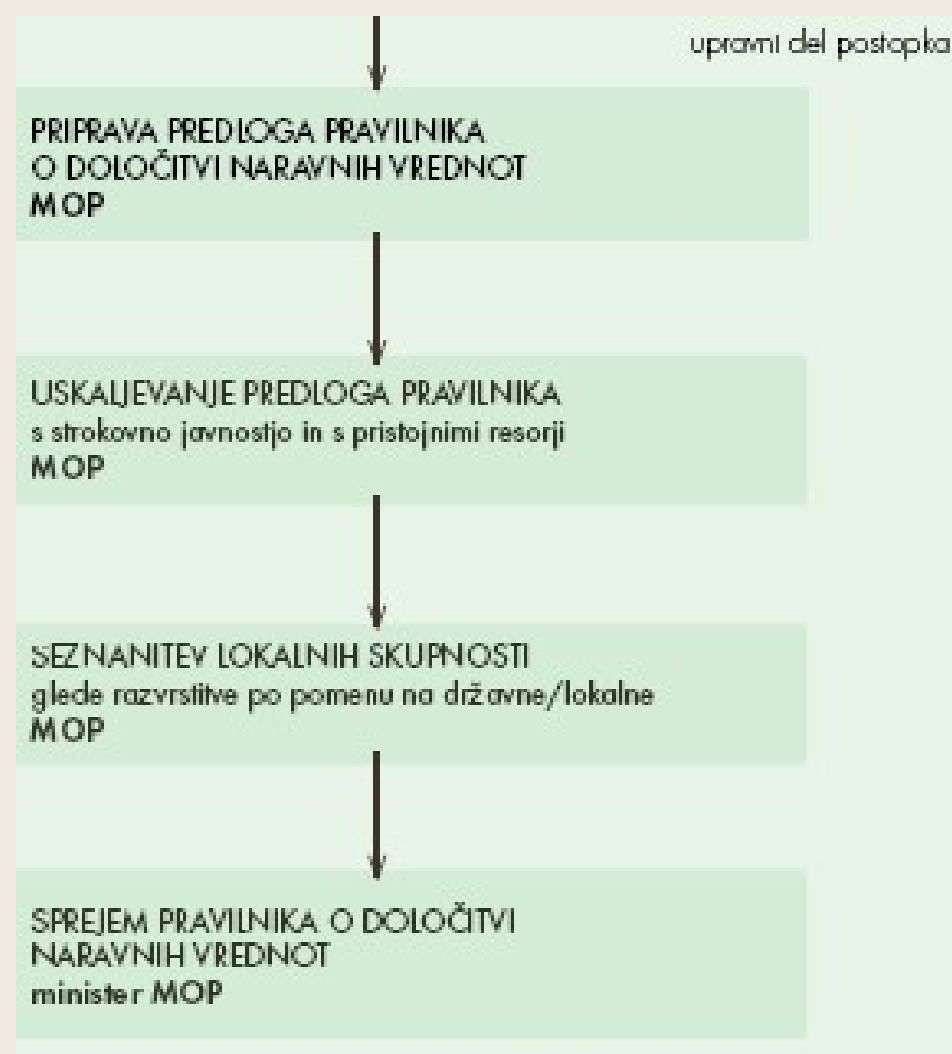 upravni del postopka
PRIPRAVA PREDLOGA PRAVILNIKA
O DOLOČITVI NARAVNIH VREDNOT
MOP
USKALJEVANJE PREDLOGA PRAVILNIKA
s strokovno javnostjo in s pristojnimi resorji
MOP
SEZNANITEV LOKALNIH SKUPNOSTI
glede razvrstitve po pomenu na državne/lokalne
MOP
SPREJEM PRAVILNIKA O DOLOČITVI
NARAVNIH VREDNOT
minister MOP